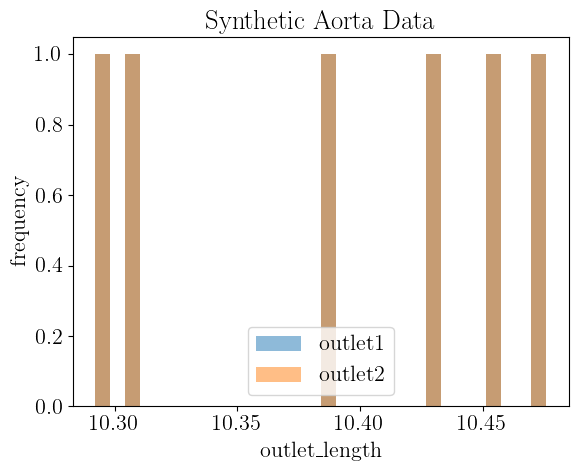 Synthetic Aorta Data
1.0
0.8
0.6
0.4
0.2
0.0
frequency
outlet1
outlet2
10.30 10.35 10.40 10.45
outlet_length